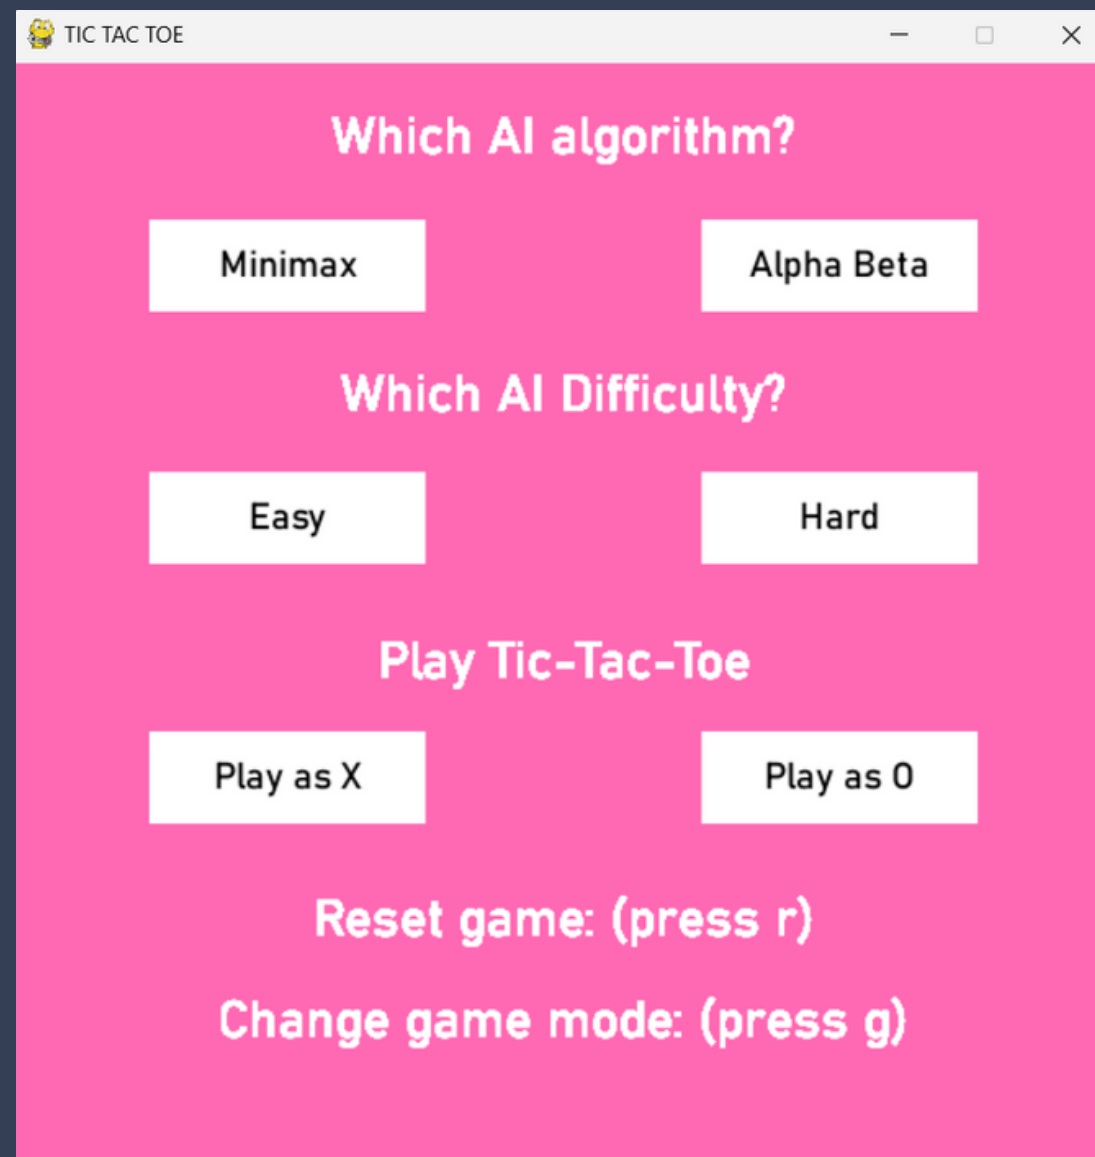 TIC TAC TOE
Which AI algorithm?
Minimax Alpha Beta
Which AI Difficulty?
Easy Hard
Play Tic-Tac-Toe
Play as X Play as O
Reset game: (press r)
Change game mode: (press g)